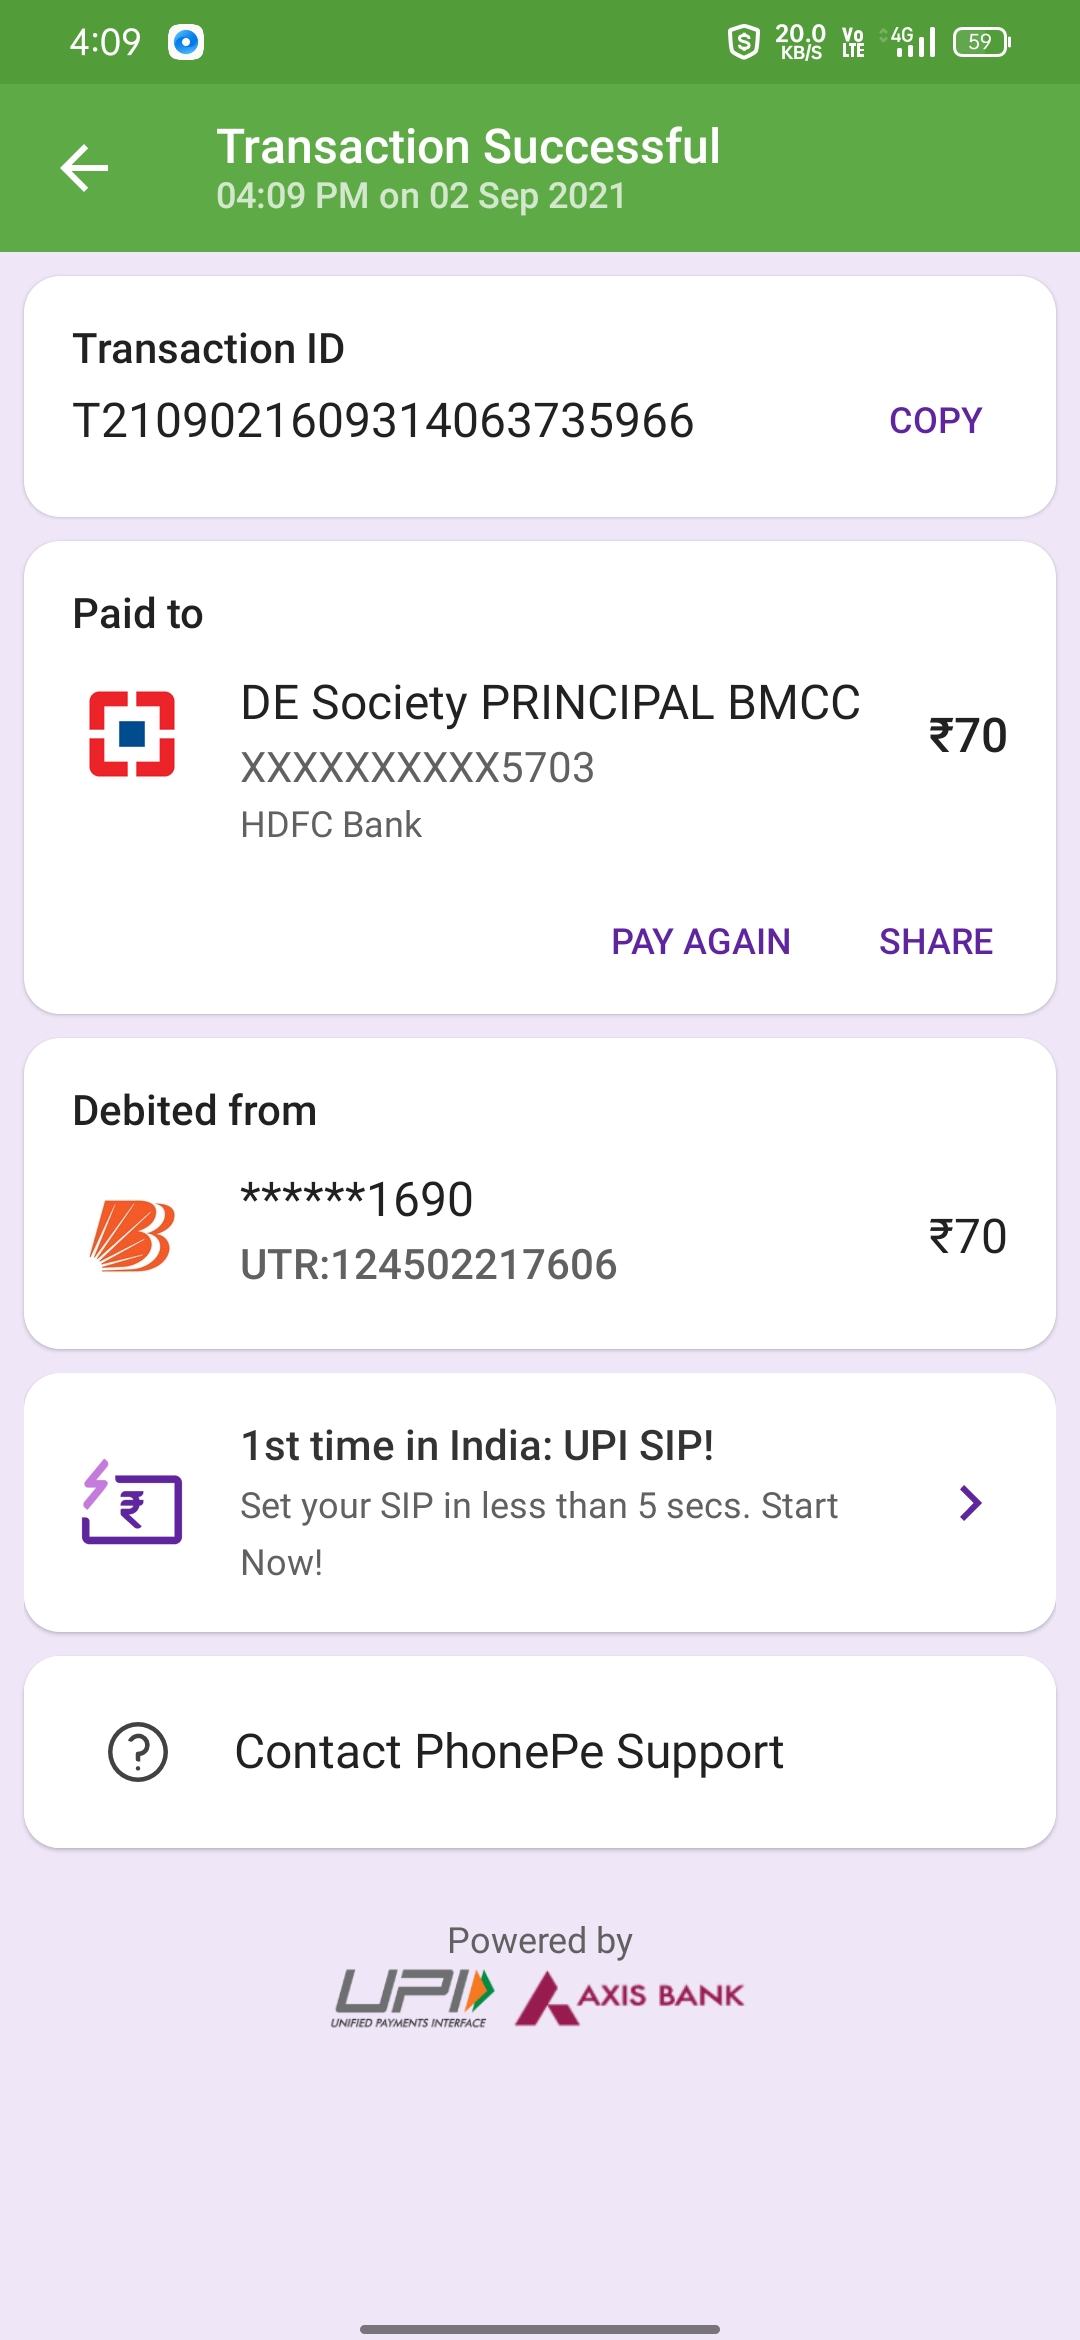 4:09
20.0
KB/S
Vo
LTE
4G
59
Transaction Successful
04:09 PM on 02 Sep 2021
Transaction ID
T2109021609314063735966
COPY
Paid to
DE Society PRINCIPAL BMCC
₹70
XXXXXXXXXX5703
HDFC Bank
PAY AGAIN
SHARE
Debited from
******1690
₹70
UTR:124502217606
1st time in India: UPI SIP!
Set your SIP in less than 5 secs. Start
Now!
Contact PhonePe Support
Powered by
UPI
UNIFIED PAYMENTS INTERFACE
AXIS BANK